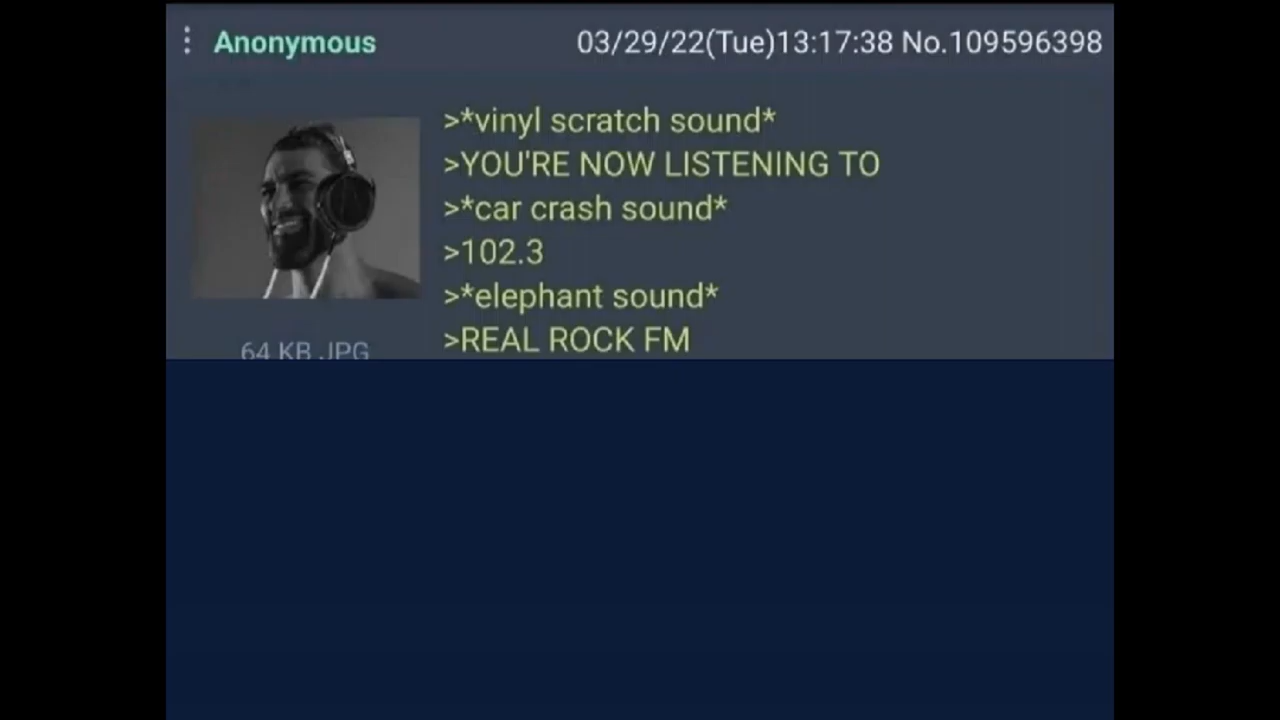 Anonymous 03/29/22(Tue)13:17:38 No.109596398
>*vinyl scratch sound*
>YOU'RE NOW LISTENING TO
>*car crash sound*
>102.3
>*elephant sound*
>REAL ROCK FM
64 KB JPG